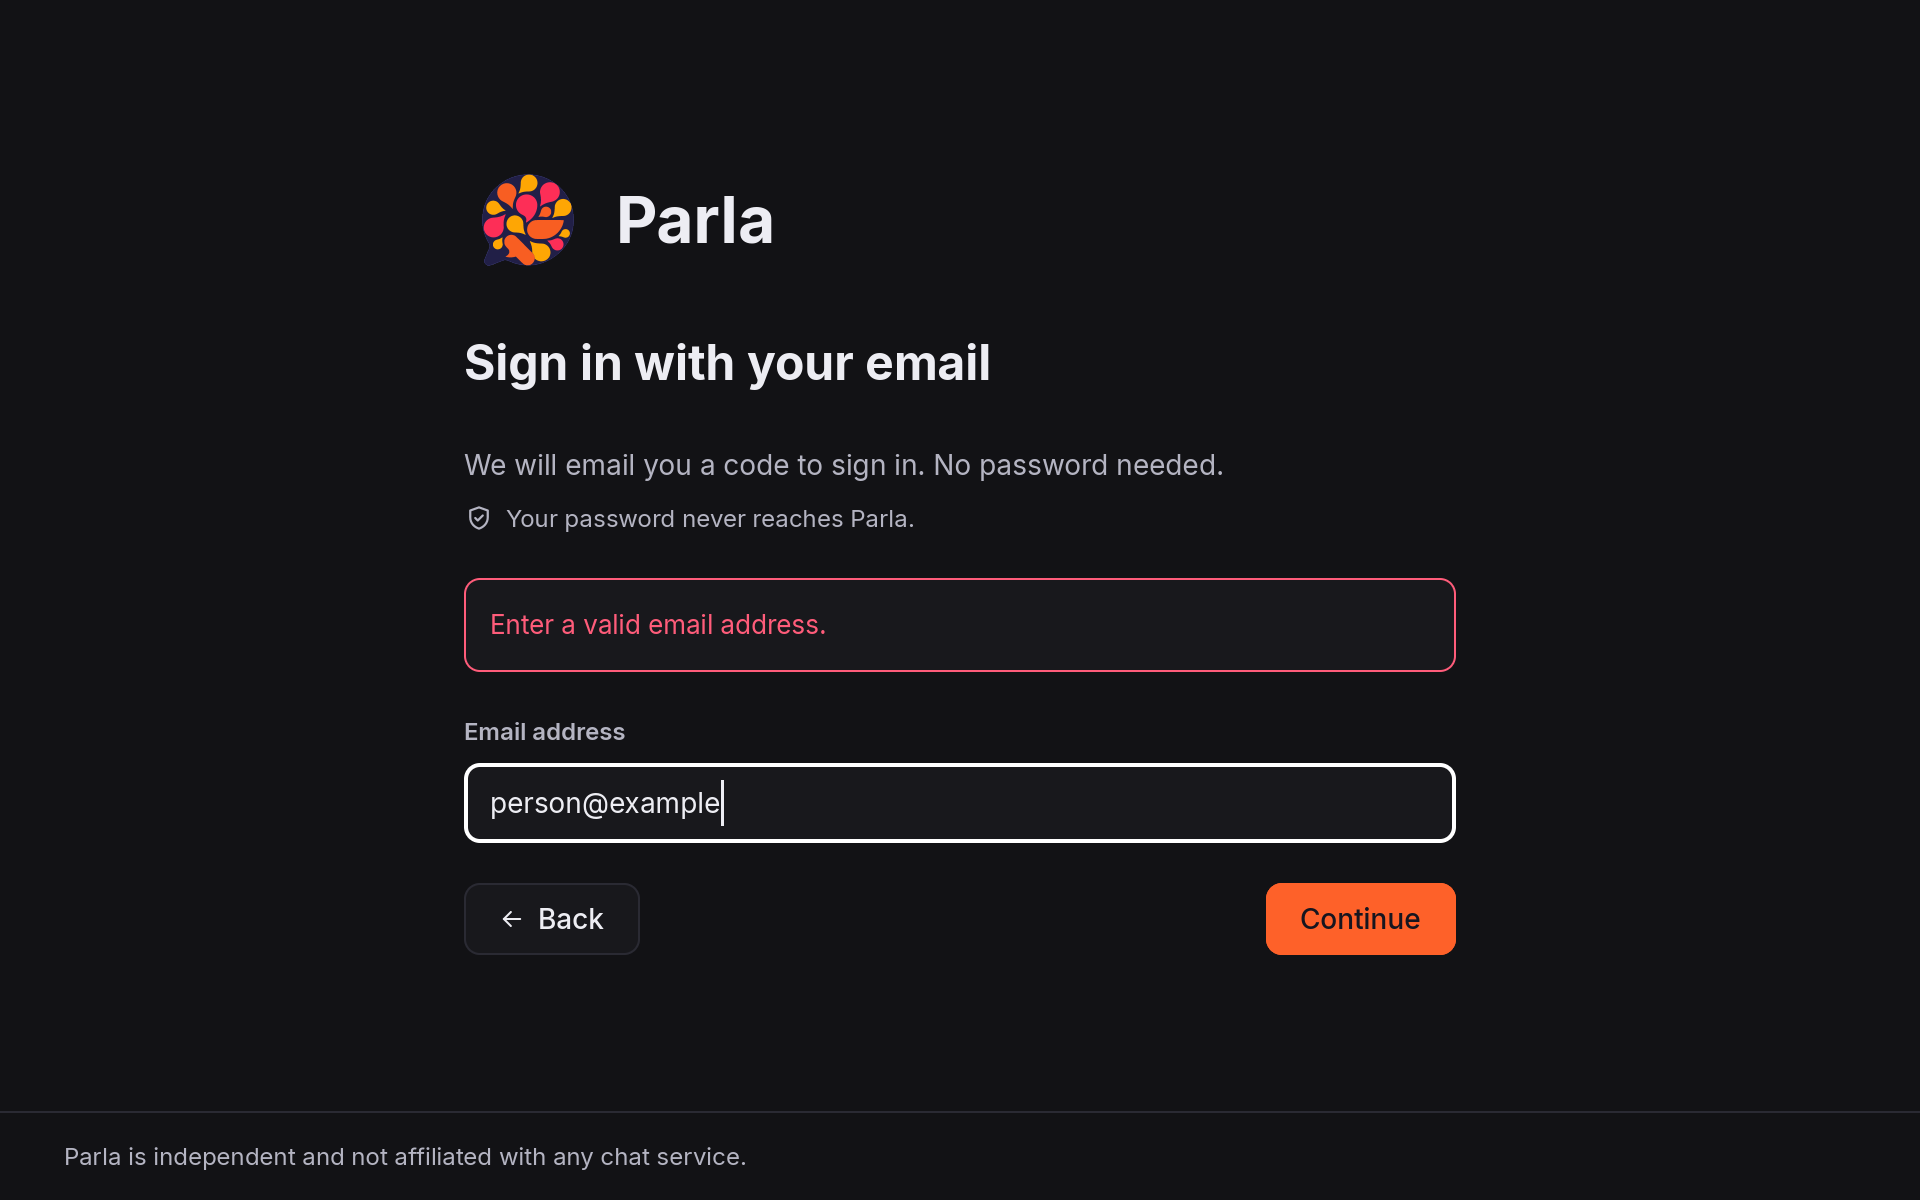 Parla
Sign in with your email
We will email you a code to sign in. No password needed.
Your password never reaches Parla.
Enter a valid email address.
Email address
person@example
Back
Continue
Parla is independent and not affiliated with any chat service.